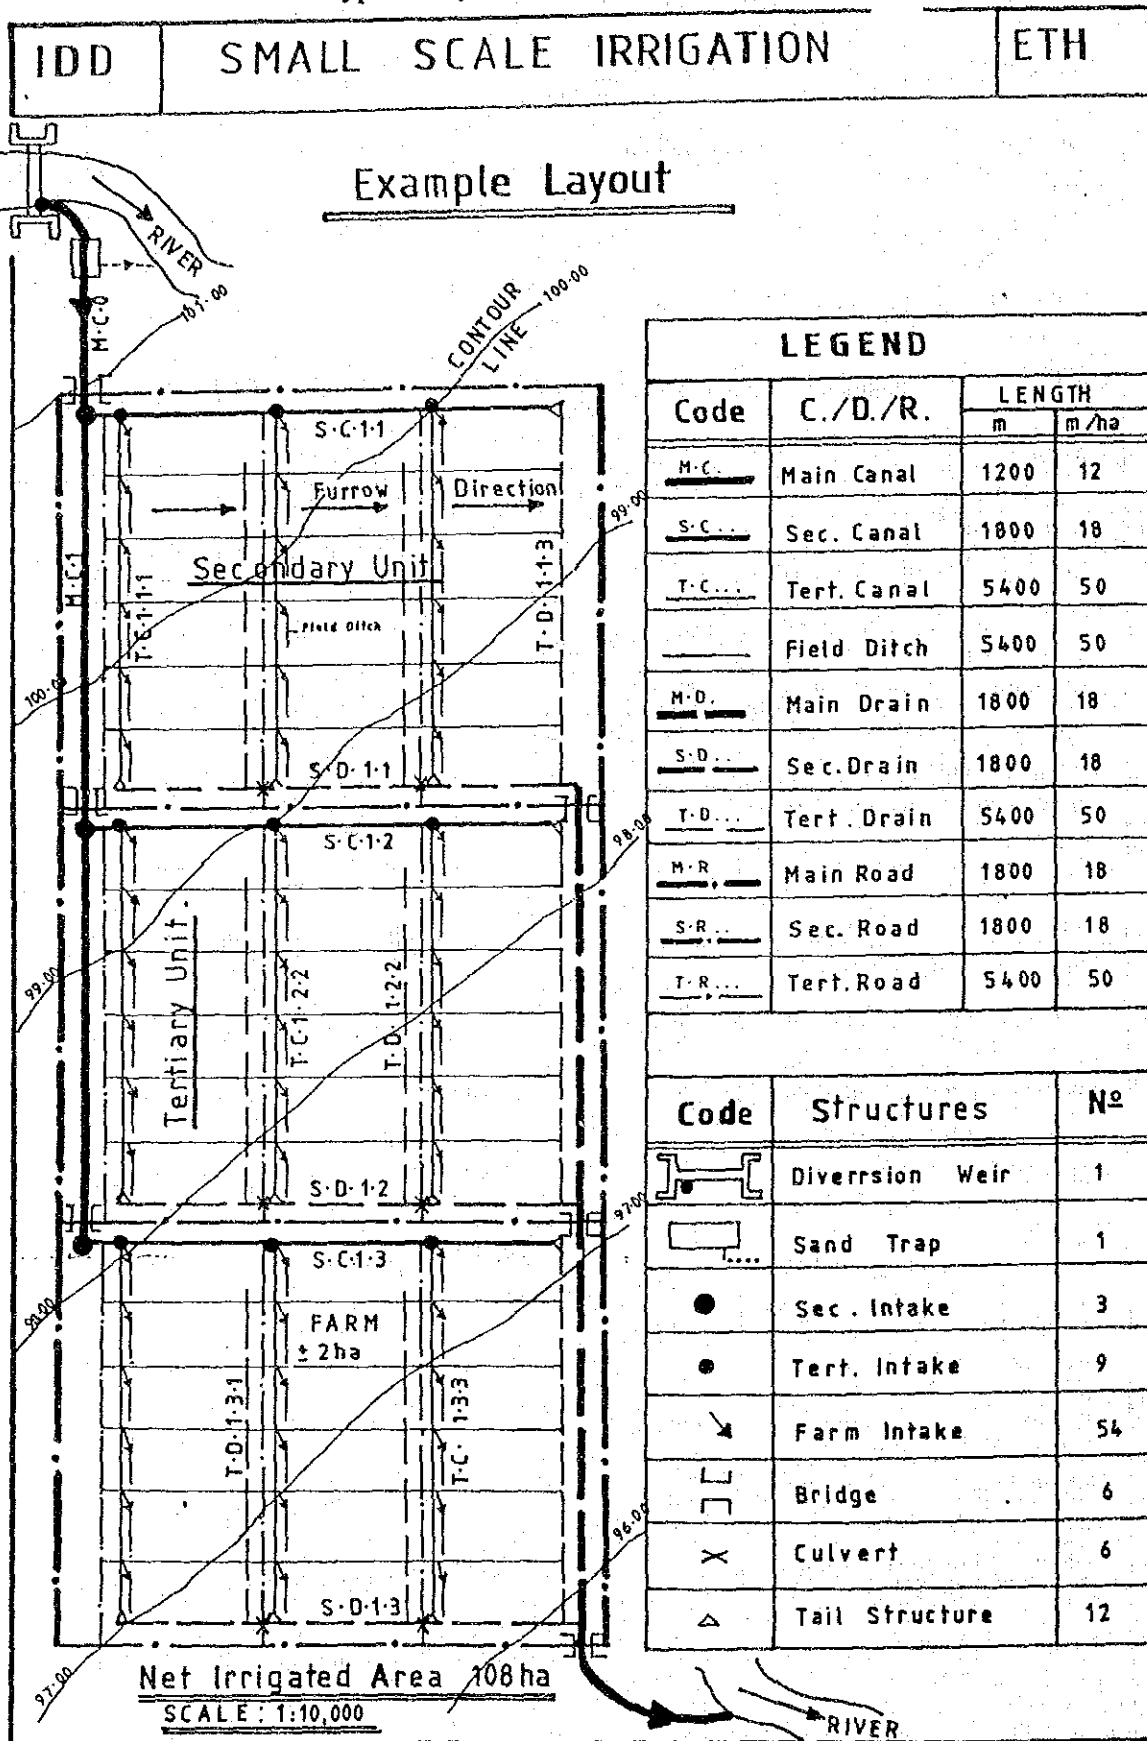 IDD SMALL SCALE IRRIGATION ETH
Example Layout
RIVER
M·C·0
101·00
CONTOUR
LINE
100·00
S·C·1·1
Furrow Direction
99·00
M·C·1
T·C·1·1·1
Secondary Unit
T·D·1·1·3
Field Ditch
100·00
S·D·1·1
S·C·1·2
98·00
Tertiary Unit
T·C·1·2·2
T·D·1·2·2
99·00
S·D·1·2
97·00
S·C·1·3
98·00
FARM
± 2ha
T·D·1·3·1
T·C·1·3·3
96·00
S·D·1·3
97·00
Net Irrigated Area 108ha
SCALE: 1:10,000
RIVER
LEGEND
Code C./D./R. LENGTH
m m/ha
M·C. Main Canal 1200 12
S·C.. Sec. Canal 1800 18
T·C... Tert. Canal 5400 50
Field Ditch 5400 50
M·D. Main Drain 1800 18
S·D.. Sec.Drain 1800 18
T·D... Tert. Drain 5400 50
M·R Main Road 1800 18
S·R.. Sec. Road 1800 18
T·R... Tert.Road 5400 50
Code Structures Nº
Diverrsion Weir 1
Sand Trap 1
Sec. Intake 3
Tert. Intake 9
Farm Intake 54
Bridge 6
Culvert 6
Tail Structure 12